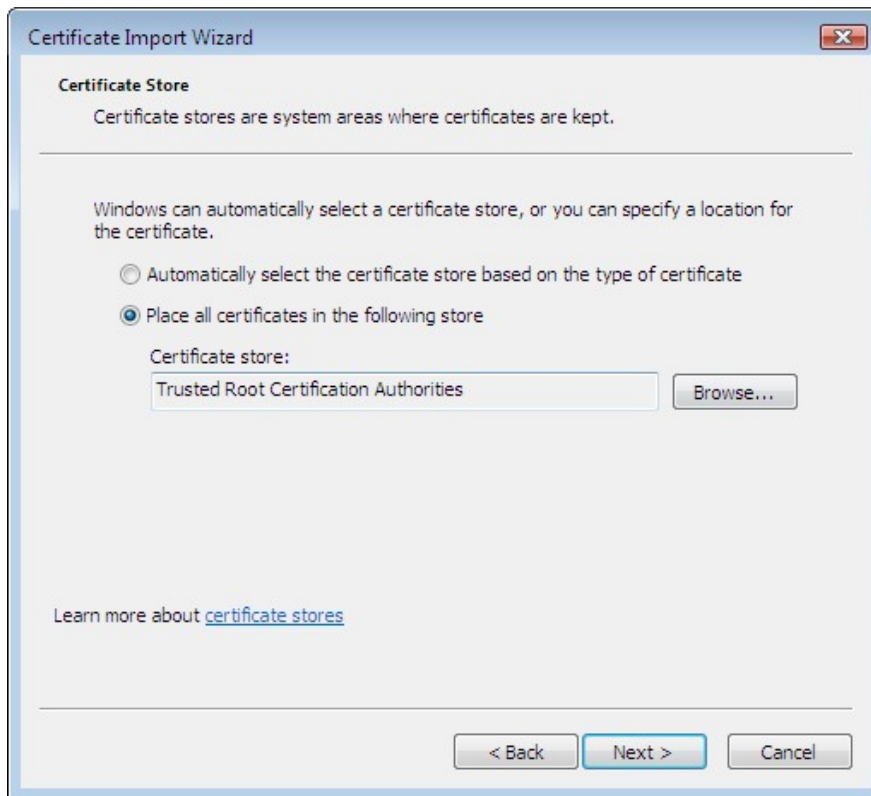 Certificate Import Wizard
Certificate Store
Certificate stores are system areas where certificates are kept.
Windows can automatically select a certificate store, or you can specify a location for
the certificate.
Automatically select the certificate store based on the type of certificate
Place all certificates in the following store
Certificate store:
Trusted Root Certification Authorities
Browse...
Learn more about certificate stores
< Back Next > Cancel